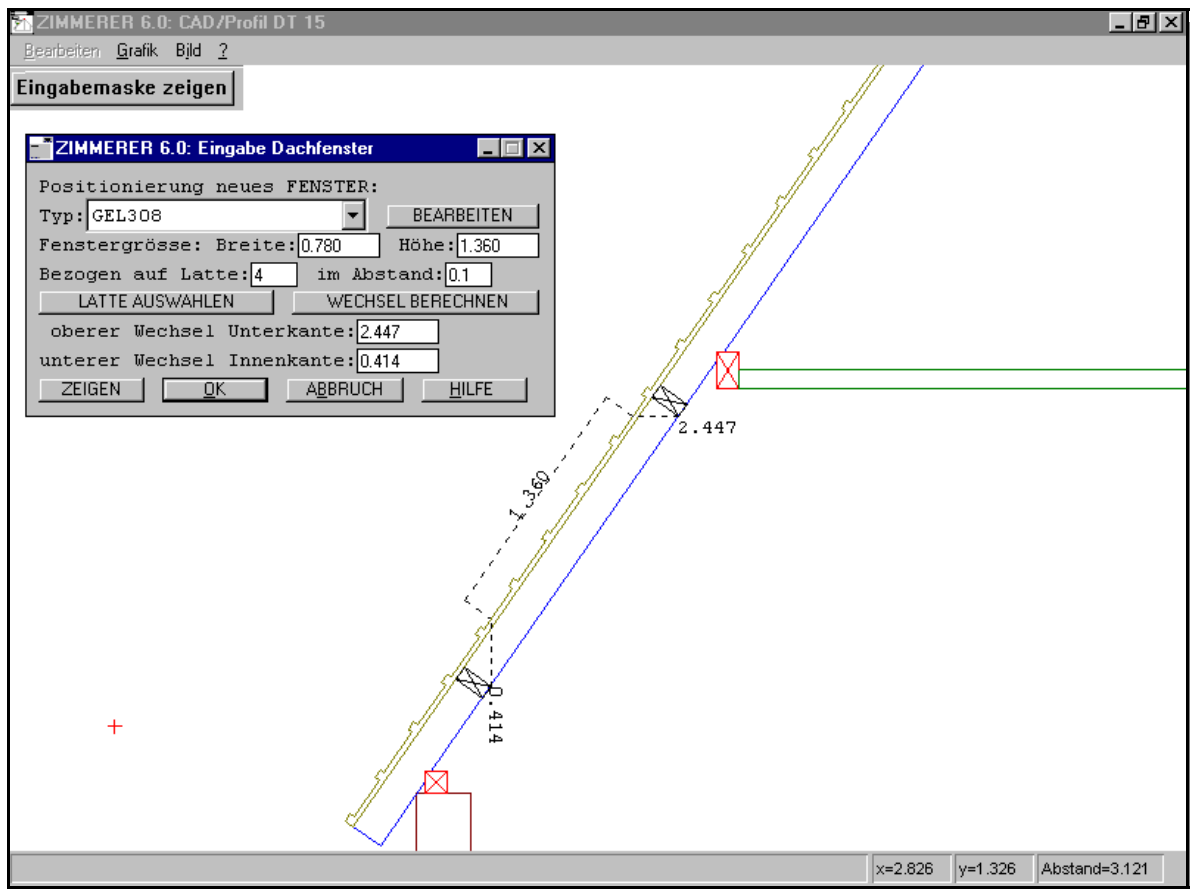 ZIMMERER 6.0: CAD/Profil DT 15
Bearbeiten Grafik Bild ?
Eingabemaske zeigen
ZIMMERER 6.0: Eingabe Dachfenster
Positionierung neues FENSTER:
Typ: GEL308 BEARBEITEN
Fenstergrösse: Breite: 0.780 Höhe: 1.360
Bezogen auf Latte: 4 im Abstand: 0.1
LATTE AUSWAHLEN WECHSEL BERECHNEN
oberer Wechsel Unterkante: 2.447
unterer Wechsel Innenkante: 0.414
ZEIGEN OK ABBRUCH HILFE
2.447
1.360
0.414
x=2.826 y=1.326 Abstand=3.121